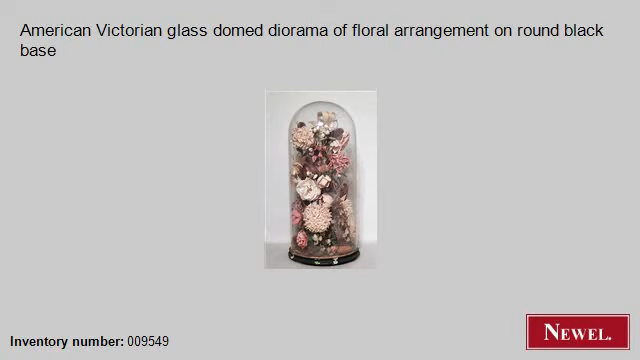 American Victorian glass domed diorama of floral arrangement on round black
base
Inventory number: 009549
NEWEL.